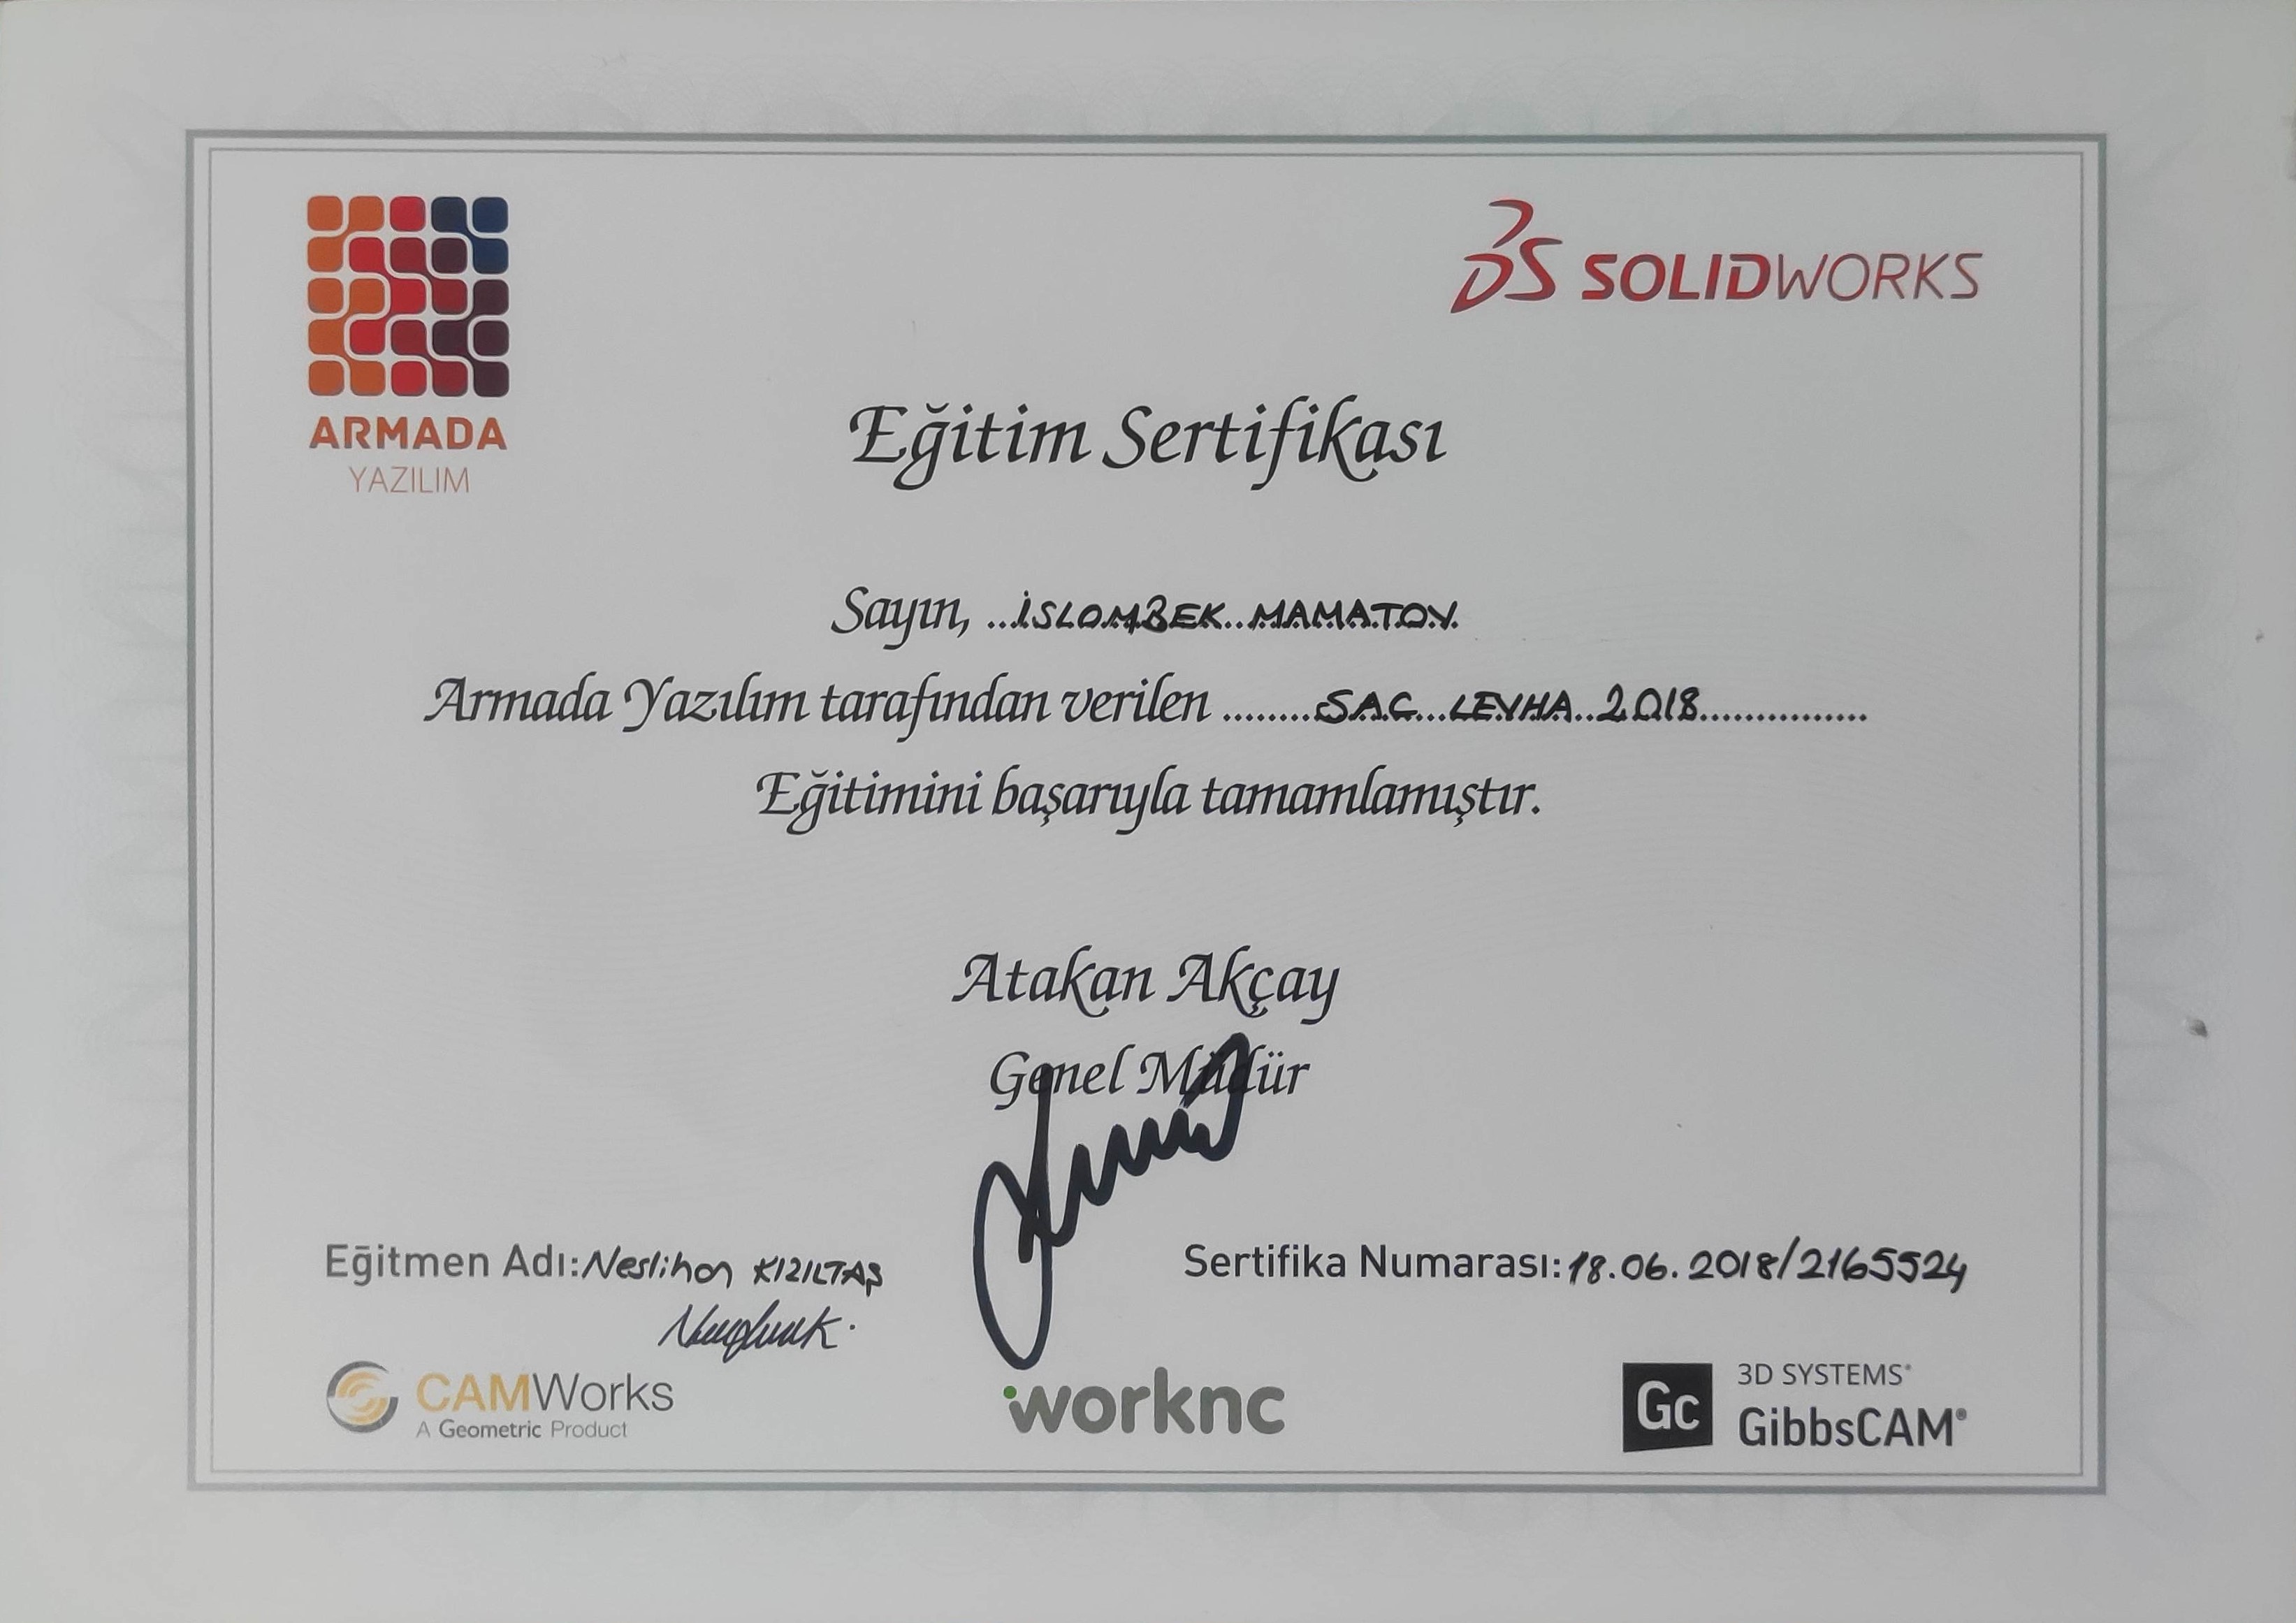 ARMADA
YAZILIM
3DS SOLIDWORKS
Eğitim Sertifikası
Sayın, ...İSLOMBEK..MAMATOV.
Armada Yazılım tarafından verilen ........SAC...LEVHA..2018...............
Eğitimini başarıyla tamamlamıştır.
Atakan Akçay
Genel Müdür
Eğitmen Adı:Neslihan KIZILTAŞ
Sertifika Numarası:18.06.2018/2165524
CAMWorks
A Geometric Product
worknc
Gc
3D SYSTEMS®
GibbsCAM®